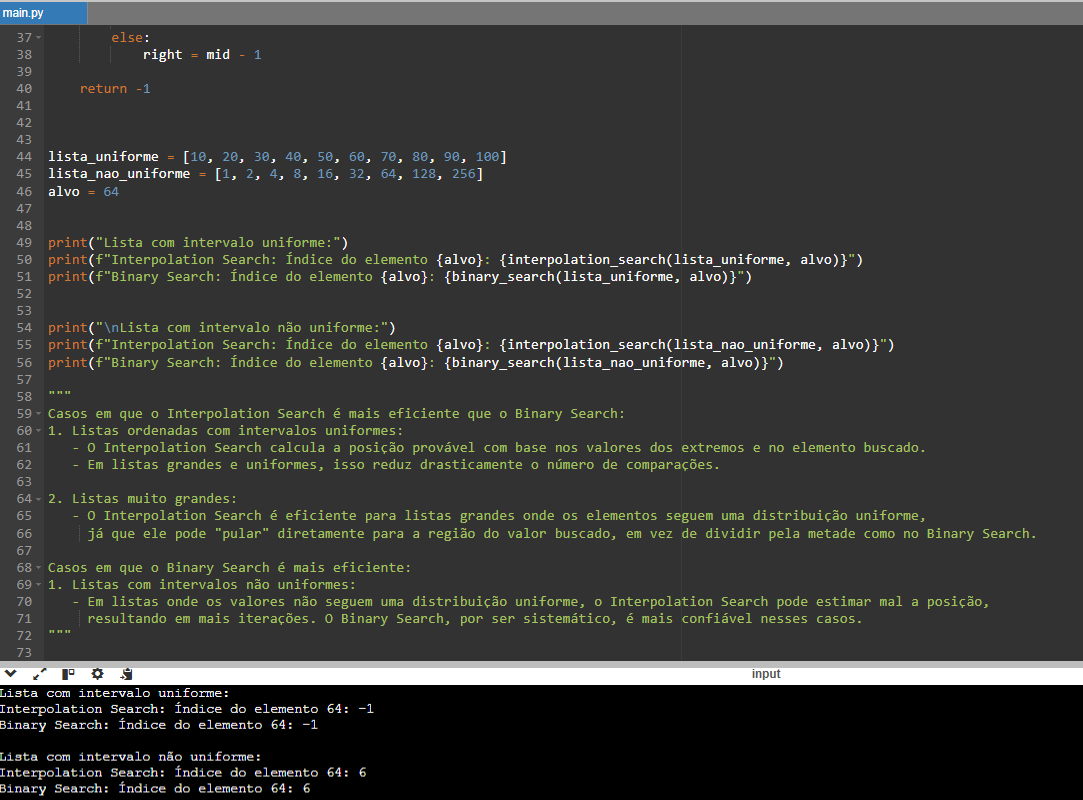 main.py
37 else:
38 right = mid - 1
39
40 return -1
41
42
43
44 lista_uniforme = [10, 20, 30, 40, 50, 60, 70, 80, 90, 100]
45 lista_nao_uniforme = [1, 2, 4, 8, 16, 32, 64, 128, 256]
46 alvo = 64
47
48
49 print("Lista com intervalo uniforme:")
50 print(f"Interpolation Search: Índice do elemento {alvo}: {interpolation_search(lista_uniforme, alvo)}")
51 print(f"Binary Search: Índice do elemento {alvo}: {binary_search(lista_uniforme, alvo)}")
52
53
54 print("\nLista com intervalo não uniforme:")
55 print(f"Interpolation Search: Índice do elemento {alvo}: {interpolation_search(lista_nao_uniforme, alvo)}")
56 print(f"Binary Search: Índice do elemento {alvo}: {binary_search(lista_nao_uniforme, alvo)}")
57
58 """
59 Casos em que o Interpolation Search é mais eficiente que o Binary Search:
60 1. Listas ordenadas com intervalos uniformes:
61 - O Interpolation Search calcula a posição provável com base nos valores dos extremos e no elemento buscado.
62 - Em listas grandes e uniformes, isso reduz drasticamente o número de comparações.
63
64 2. Listas muito grandes:
65 - O Interpolation Search é eficiente para listas grandes onde os elementos seguem uma distribuição uniforme,
66 já que ele pode "pular" diretamente para a região do valor buscado, em vez de dividir pela metade como no Binary Search.
67
68 Casos em que o Binary Search é mais eficiente:
69 1. Listas com intervalos não uniformes:
70 - Em listas onde os valores não seguem uma distribuição uniforme, o Interpolation Search pode estimar mal a posição,
71 resultando em mais iterações. O Binary Search, por ser sistemático, é mais confiável nesses casos.
72 """
73
input
Lista com intervalo uniforme:
Interpolation Search: Índice do elemento 64: -1
Binary Search: Índice do elemento 64: -1

Lista com intervalo não uniforme:
Interpolation Search: Índice do elemento 64: 6
Binary Search: Índice do elemento 64: 6